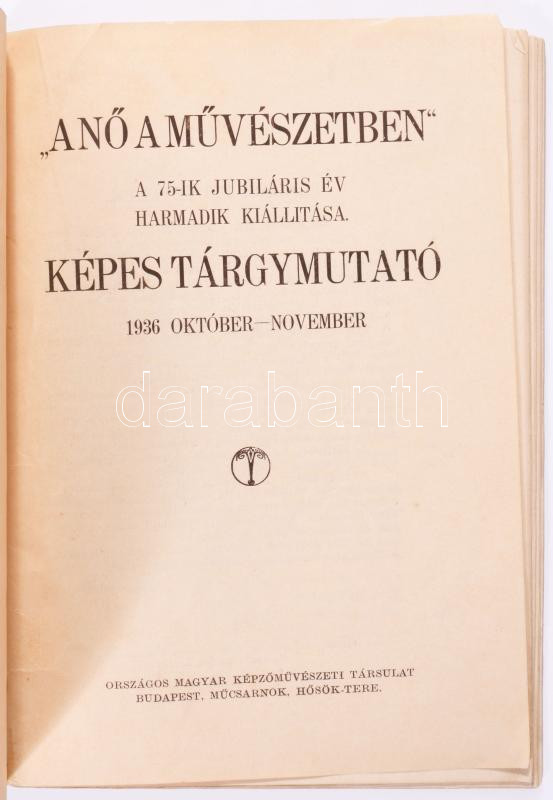 „A NŐ A MŰVÉSZETBEN“
A 75-IK JUBILÁRIS ÉV
HARMADIK KIÁLLITÁSA.
KÉPES TÁRGYMUTATÓ
1936 OKTÓBER—NOVEMBER
darabanth
ORSZÁGOS MAGYAR KÉPZŐMŰVÉSZETI TÁRSULAT
BUDAPEST, MŰCSARNOK, HŐSÖK-TERE.